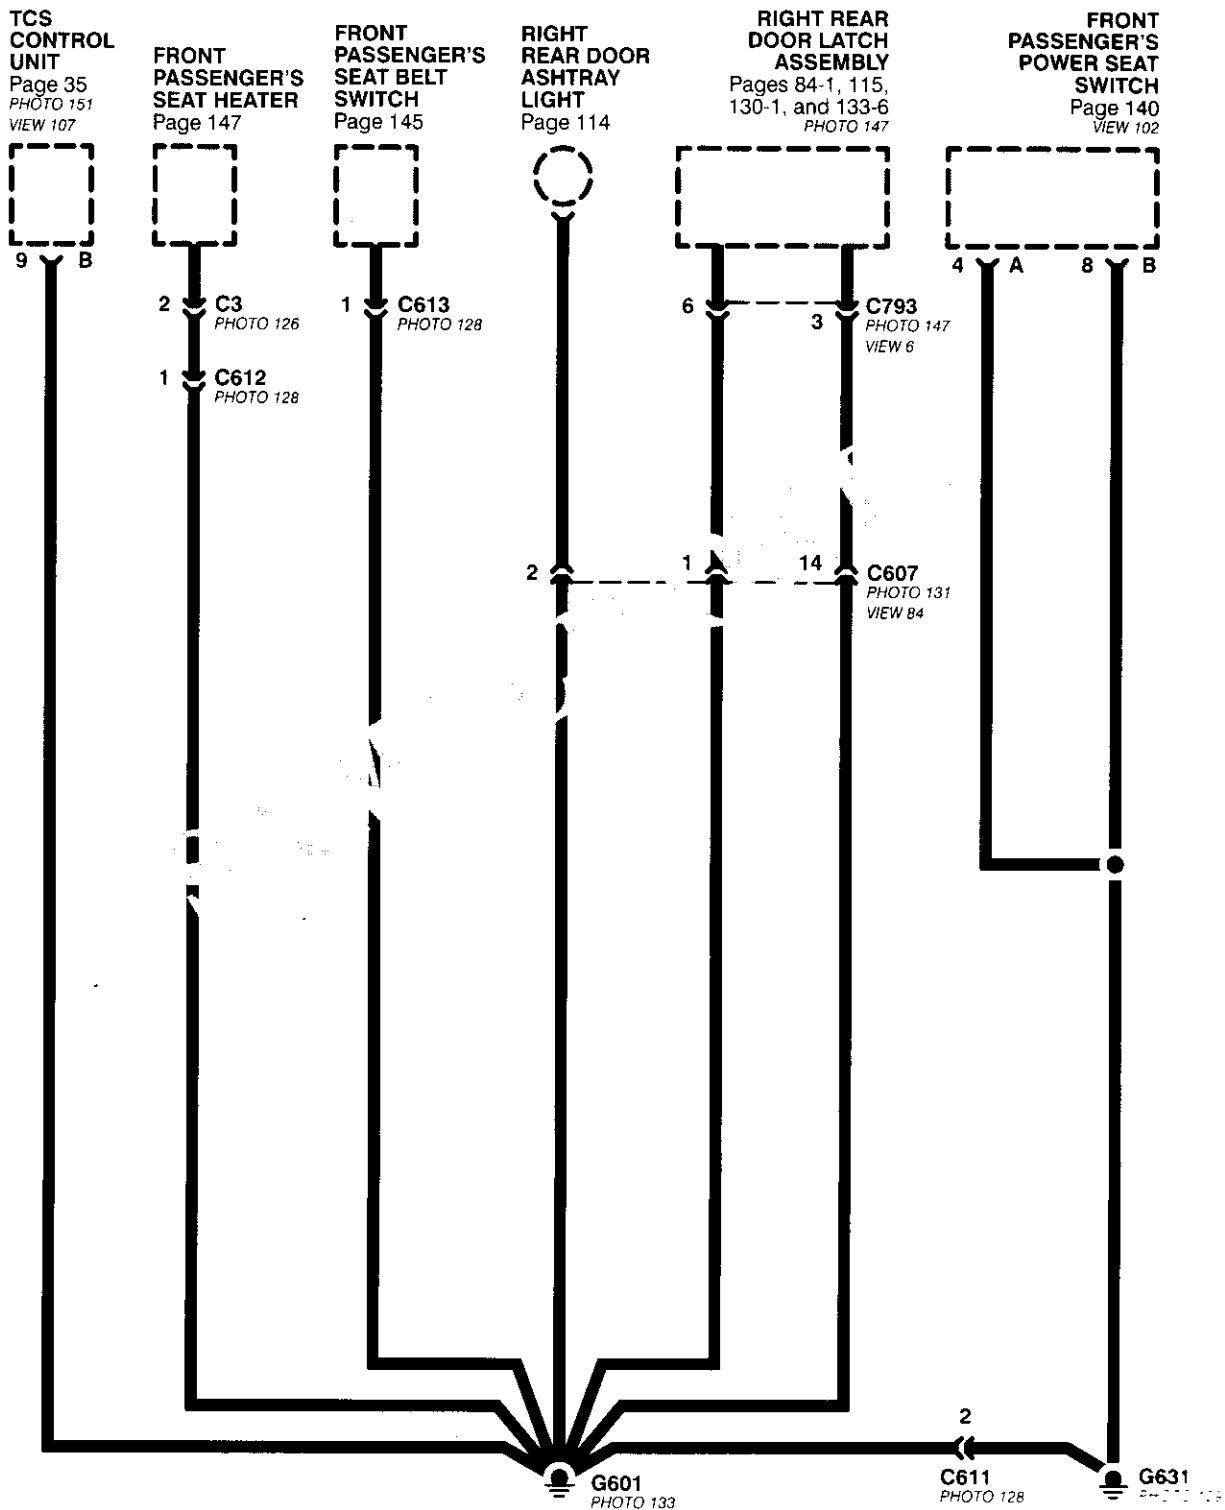 TCS
CONTROL
UNIT
Page 35
PHOTO 151
VIEW 107
FRONT
PASSENGER'S
SEAT HEATER
Page 147
FRONT
PASSENGER'S
SEAT BELT
SWITCH
Page 145
RIGHT
REAR DOOR
ASHTRAY
LIGHT
Page 114
RIGHT REAR
DOOR LATCH
ASSEMBLY
Pages 84-1, 115,
130-1, and 133-6
PHOTO 147
FRONT
PASSENGER'S
POWER SEAT
SWITCH
Page 140
VIEW 102
9 B
4 A 8 B
2 C3
PHOTO 126
1 C613
PHOTO 128
6 3 C793
PHOTO 147
VIEW 6
1 C612
PHOTO 128
2 1 14 C607
PHOTO 131
VIEW 84
2
C611
PHOTO 128
G601
PHOTO 133
G631